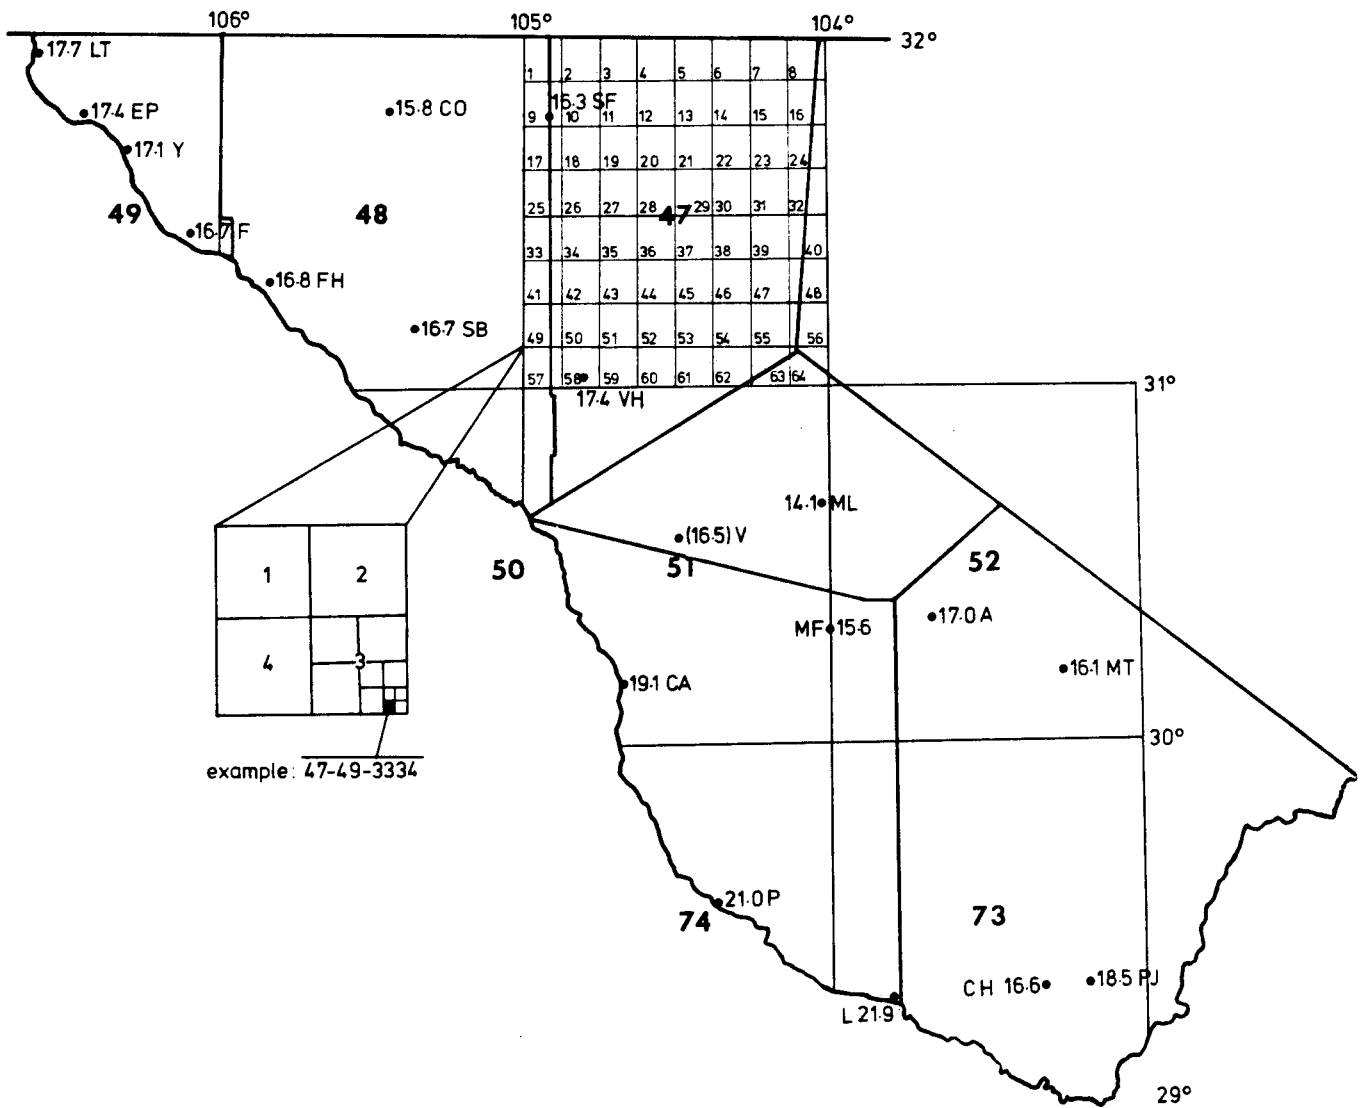 106°
105°
104°
32°
17·7 LT
1 2 3 4 5 6 7 8
17·4 EP
15·8 CO
15·3 SF
9 10 11 12 13 14 15 16
17·1 Y
17 18 19 20 21 22 23 24
49
48
47
25 26 27 28 29 30 31 32
16·7 F
33 34 35 36 37 38 39 40
16·8 FH
41 42 43 44 45 46 47 48
16·7 SB
49 50 51 52 53 54 55 56
57 58 59 60 61 62 63 64
31°
17·4 VH
14·1 ML
(16·5) V
50
51
52
1 2
17·0 A
MF 15·6
4 3
16·1 MT
19·1 CA
30°
example: 47-49-3334
21·0 P
74
73
CH 16·6
18·5 PJ
L 21·9
29°